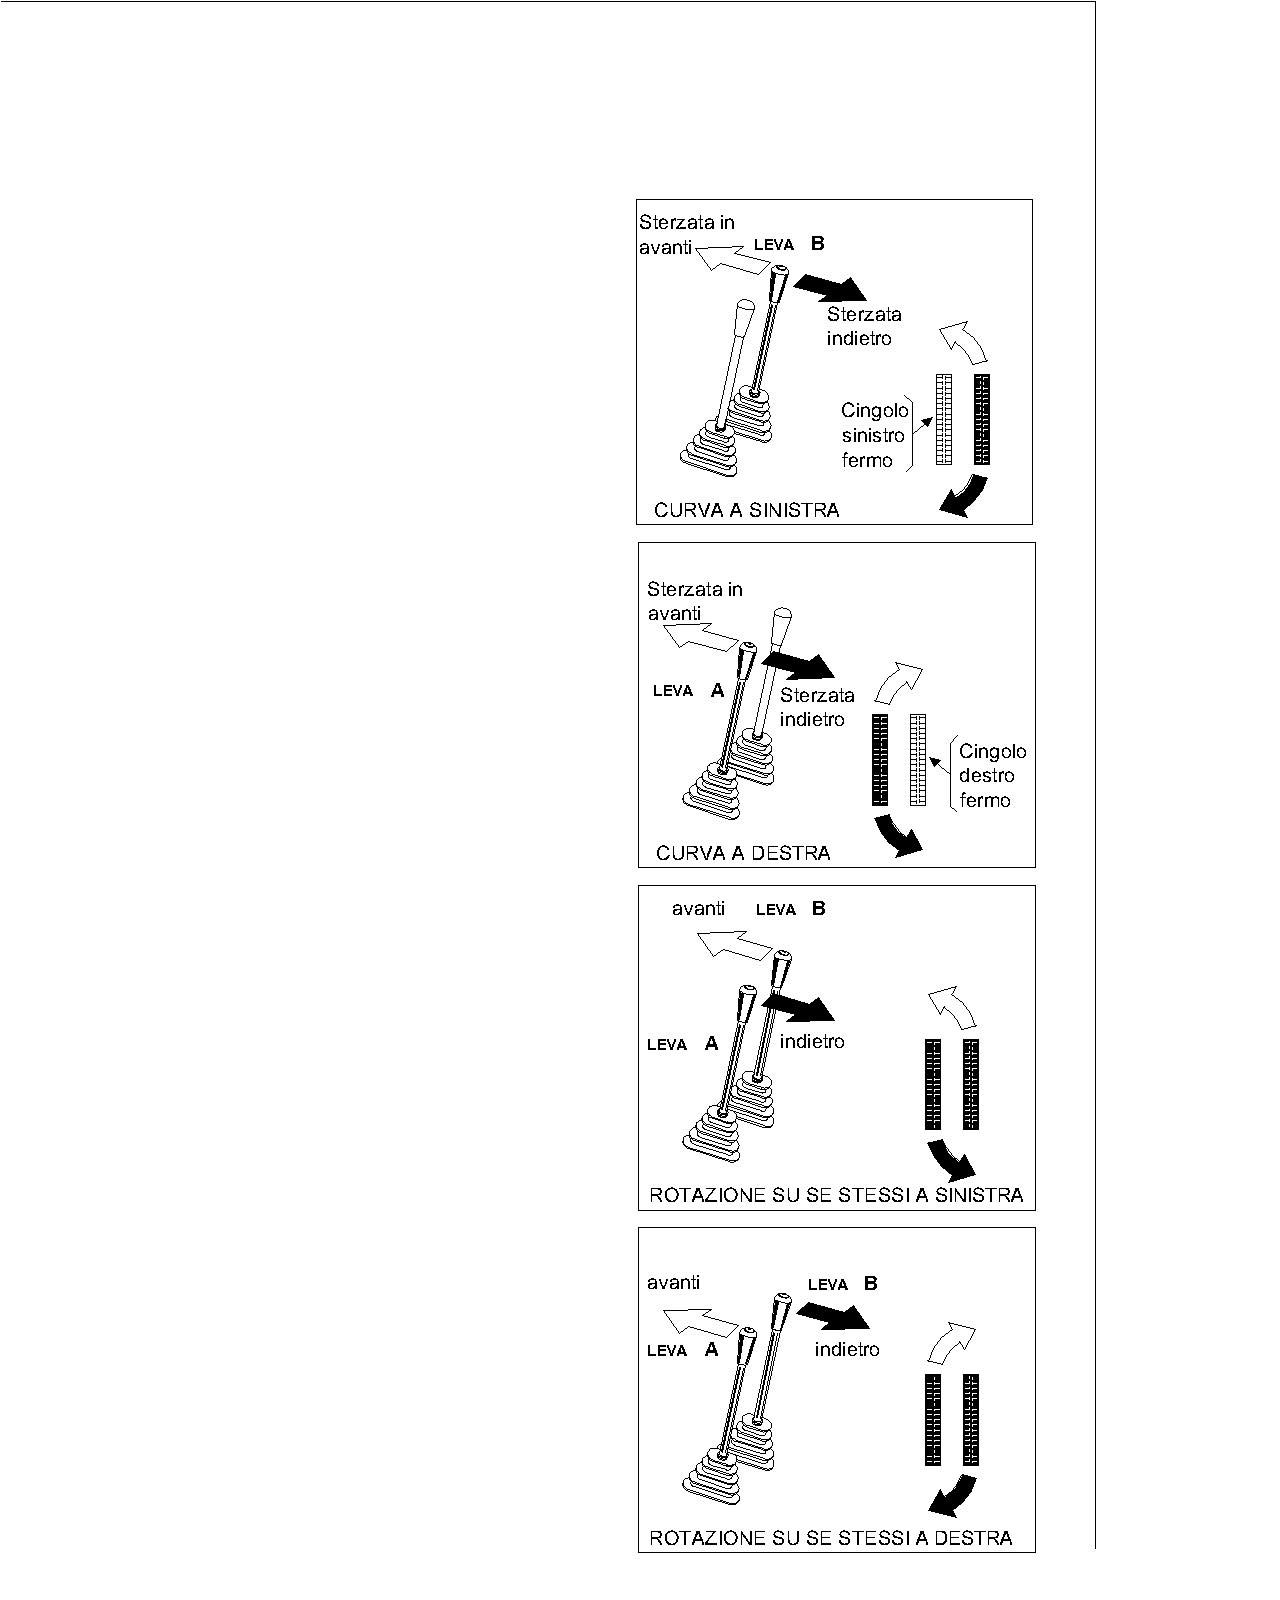 Sterzata in
avanti
LEVA B
Sterzata
indietro
Cingolo
sinistro
fermo
CURVA A SINISTRA
Sterzata in
avanti
LEVA A
Sterzata
indietro
Cingolo
destro
fermo
CURVA A DESTRA
avanti LEVA B
LEVA A
indietro
ROTAZIONE SU SE STESSI A SINISTRA
avanti
LEVA B
LEVA A
indietro
ROTAZIONE SU SE STESSI A DESTRA